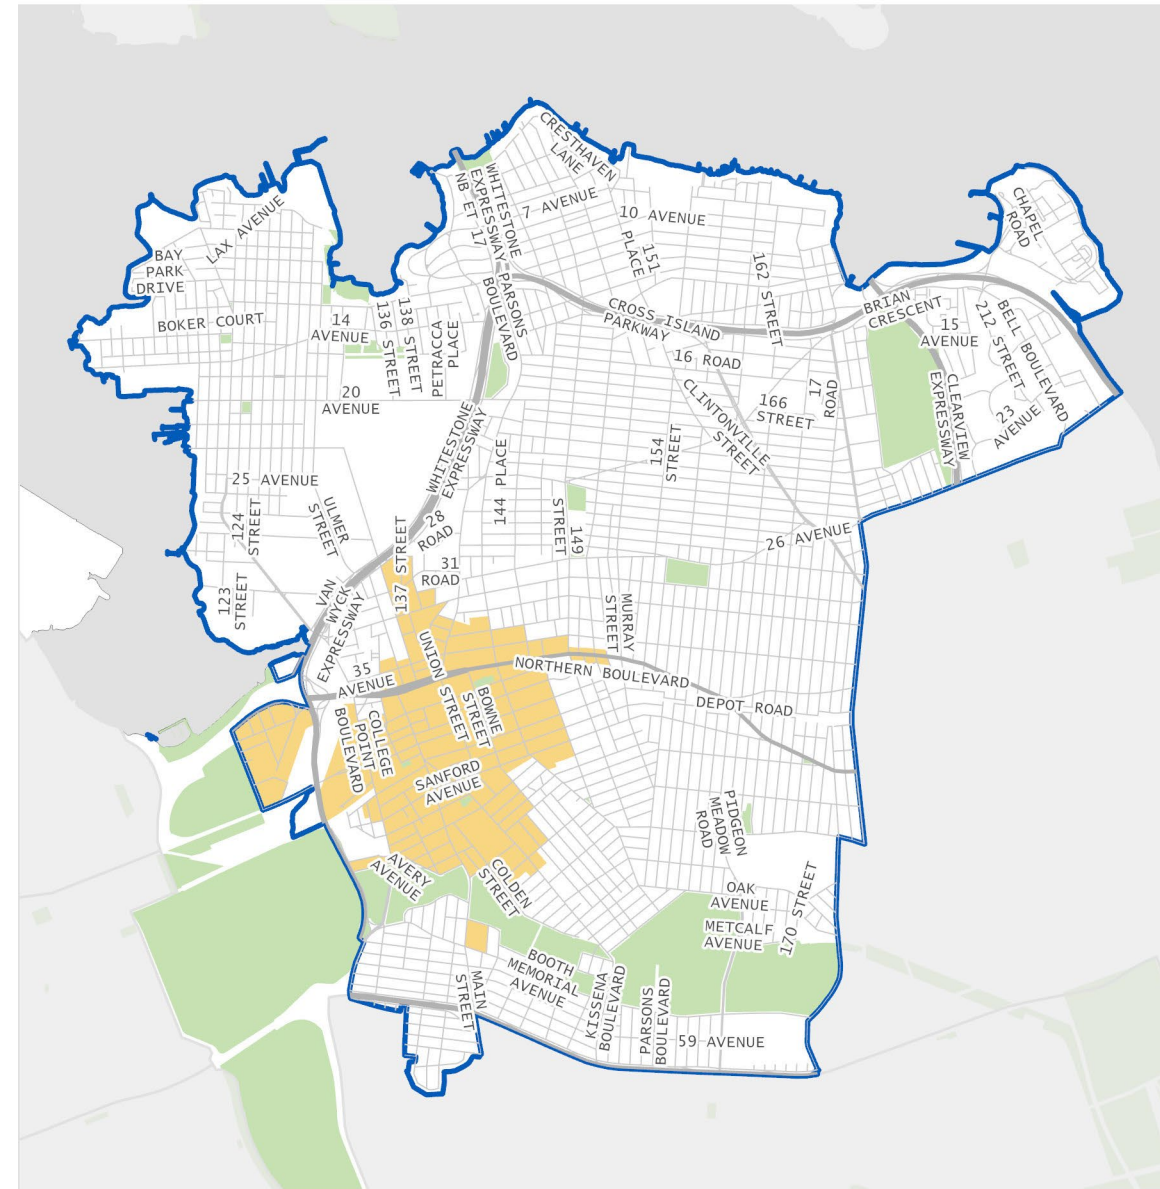 CRESTHAVEN
LANE
WHITESTONE
EXPRESSWAY
NB ET 17
7 AVENUE
10 AVENUE
CHAPEL
ROAD
LAX AVENUE
151
PLACE
BAY
PARK
DRIVE
162 STREET
PARSONS
BOULEVARD
CROSS ISLAND
PARKWAY
BRIAN
CRESCENT
BOKER COURT
14
AVENUE
136 STREET
138 STREET
PETRACCA
PLACE
15
AVENUE
212 STREET
BELL BOULEVARD
16 ROAD
17
ROAD
CLEARVIEW
EXPRESSWAY
20
AVENUE
166
STREET
CLINTONVILLE
STREET
23
AVENUE
WHITESTONE
EXPRESSWAY
144 PLACE
154
STREET
25 AVENUE
124
STREET
ULMER
STREET
28
ROAD
149
STREET
26 AVENUE
137 STREET
31
ROAD
123
STREET
VAN
WYCK
EXPRESSWAY
MURRAY
STREET
UNION
STREET
35
AVENUE
NORTHERN BOULEVARD
BOWNE
STREET
DEPOT ROAD
COLLEGE
POINT
BOULEVARD
SANFORD
AVENUE
PIDGEON
MEADOW
ROAD
AVERY
AVENUE
COLDEN
STREET
OAK
AVENUE
170 STREET
METCALF
AVENUE
BOOTH
MEMORIAL
AVENUE
MAIN
STREET
KISSENA
BOULEVARD
PARSONS
BOULEVARD
59 AVENUE